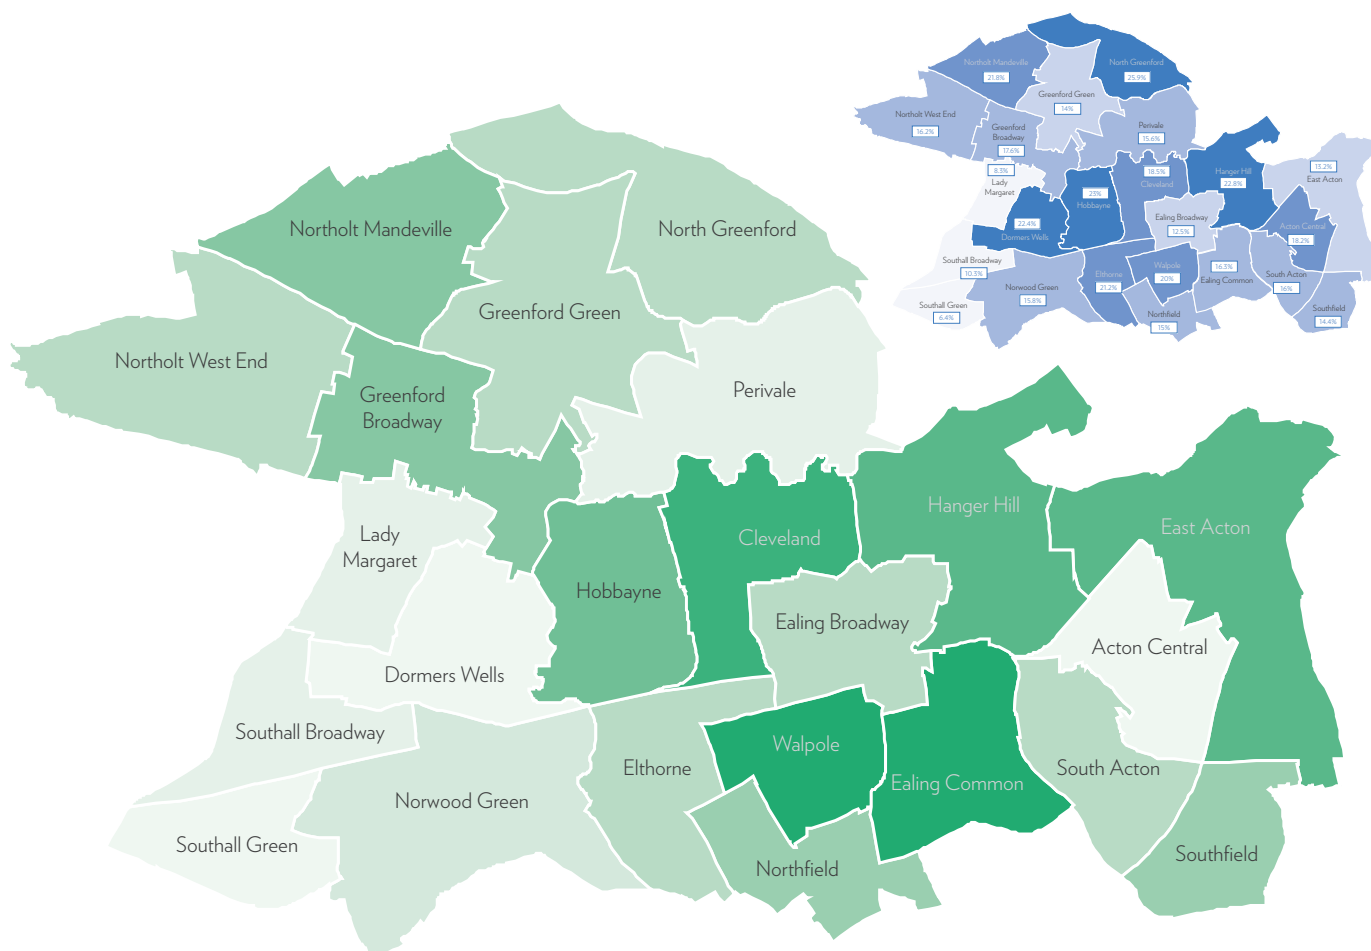 Northolt Mandeville
21.8%
North Greenford
25.9%
Greenford Green
14%
Northolt West End
16.2%
Greenford
Broadway
17.6%
Perivale
15.6%
8.3%
Lady
Margaret
18.5%
Cleveland
Hanger Hill
22.8%
13.2%
East Acton
23%
Hobbayne
22.4%
Dormers Wells
Ealing Broadway
12.5%
Acton Central
18.2%
Southall Broadway
10.3%
Elthorne
21.2%
Walpole
20%
16.3%
Ealing Common
South Acton
16%
Norwood Green
15.8%
Southall Green
6.4%
Northfield
15%
Southfield
14.4%
Northolt Mandeville
North Greenford
Greenford Green
Northolt West End
Greenford
Broadway
Perivale
Lady
Margaret
Cleveland
Hanger Hill
East Acton
Hobbayne
Ealing Broadway
Acton Central
Dormers Wells
Southall Broadway
Elthorne
Walpole
Ealing Common
South Acton
Norwood Green
Southall Green
Northfield
Southfield